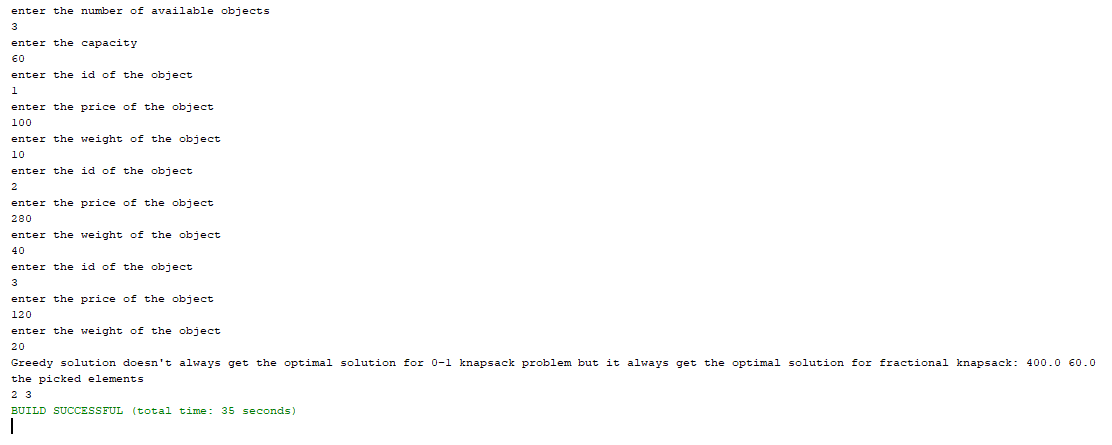 enter the number of available objects
3
enter the capacity
60
enter the id of the object
1
enter the price of the object
100
enter the weight of the object
10
enter the id of the object
2
enter the price of the object
280
enter the weight of the object
40
enter the id of the object
3
enter the price of the object
120
enter the weight of the object
20
Greedy solution doesn't always get the optimal solution for 0-1 knapsack problem but it always get the optimal solution for fractional knapsack: 400.0 60.0
the picked elements
2 3
BUILD SUCCESSFUL (total time: 35 seconds)